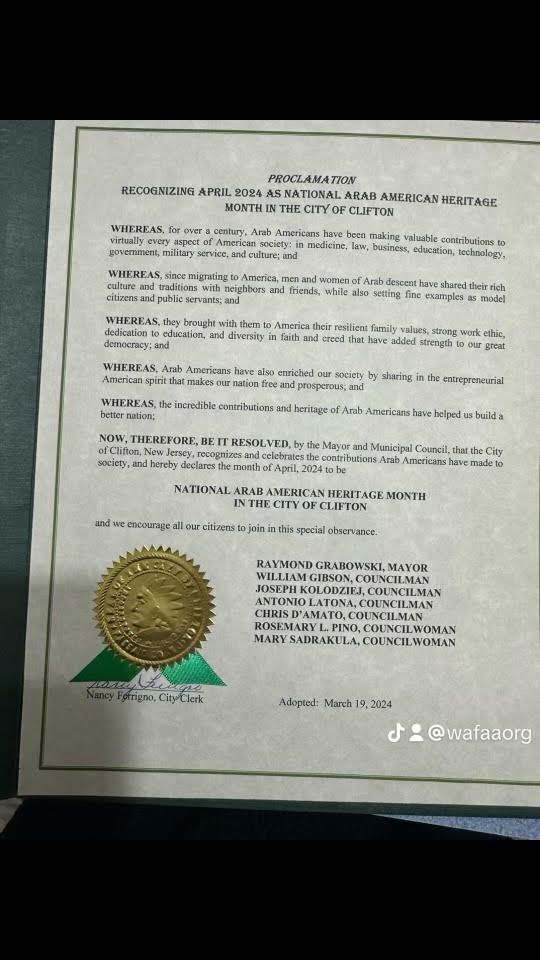 PROCLAMATION
RECOGNIZING APRIL 2024 AS NATIONAL ARAB AMERICAN HERITAGE
MONTH IN THE CITY OF CLIFTON
WHEREAS, for over a century, Arab Americans have been making valuable contributions to
virtually every aspect of American society: in medicine, law, business, education, technology,
government, military service, and culture; and
WHEREAS, since migrating to America, men and women of Arab descent have shared their rich
culture and traditions with neighbors and friends, while also setting fine examples as model
citizens and public servants; and
WHEREAS, they brought with them to America their resilient family values, strong work ethic,
dedication to education, and diversity in faith and creed that have added strength to our great
democracy; and
WHEREAS, Arab Americans have also enriched our society by sharing in the entrepreneurial
American spirit that makes our nation free and prosperous; and
WHEREAS, the incredible contributions and heritage of Arab Americans have helped us build a
better nation;
NOW, THEREFORE, BE IT RESOLVED, by the Mayor and Municipal Council, that the City
of Clifton, New Jersey, recognizes and celebrates the contributions Arab Americans have made to
society, and hereby declares the month of April, 2024 to be
NATIONAL ARAB AMERICAN HERITAGE MONTH
IN THE CITY OF CLIFTON
and we encourage all our citizens to join in this special observance.
RAYMOND GRABOWSKI, MAYOR
WILLIAM GIBSON, COUNCILMAN
JOSEPH KOLODZIEJ, COUNCILMAN
ANTONIO LATONA, COUNCILMAN
CHRIS D'AMATO, COUNCILMAN
ROSEMARY L. PINO, COUNCILWOMAN
MARY SADRAKULA, COUNCILWOMAN
Nancy Ferrigno
Nancy Ferrigno, City Clerk
Adopted: March 19, 2024
@wafaaorg